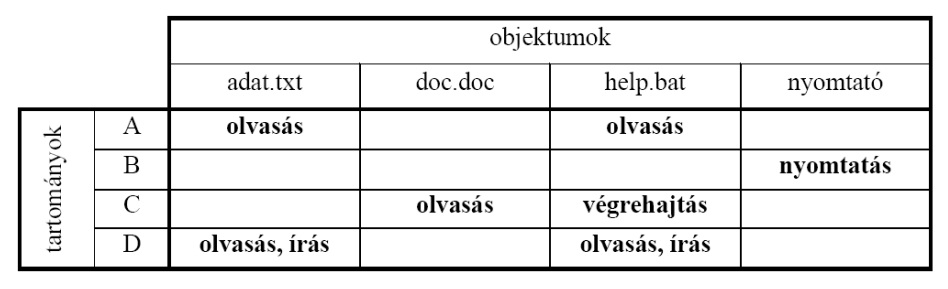 objektumok
adat.txt doc.doc help.bat nyomtató
tartományok
A olvasás olvasás
B nyomtatás
C olvasás végrehajtás
D olvasás, írás olvasás, írás